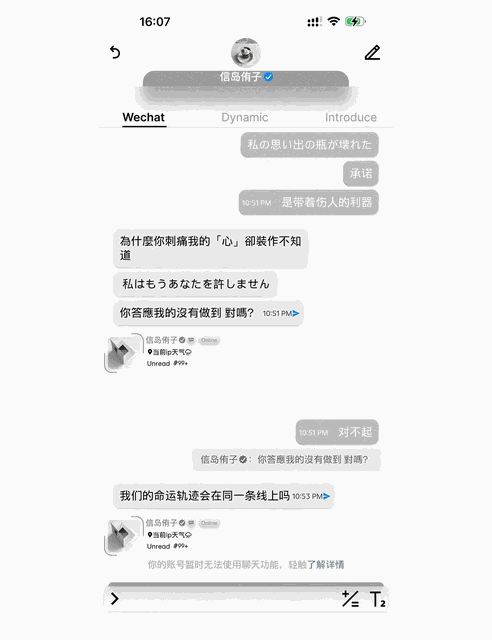 16:07
信岛侑子
Wechat
Dynamic
Introduce
私の思い出の瓶が壊れた
承诺
10:51 PM 是带着伤人的利器
為什麼你刺痛我的「心」卻裝作不知
道
私はもうあなたを許しません
你答應我的沒有做到 對嗎? 10:51 PM
信岛侑子 Online
当前ip天气
Unread #99+
10:51 PM 对不起
信岛侑子: 你答應我的沒有做到 對嗎?
我们的命运轨迹会在同一条线上吗 10:53 PM
信岛侑子 Online
当前ip天气
Unread #99+
你的账号暂时无法使用聊天功能，轻触了解详情
T₂